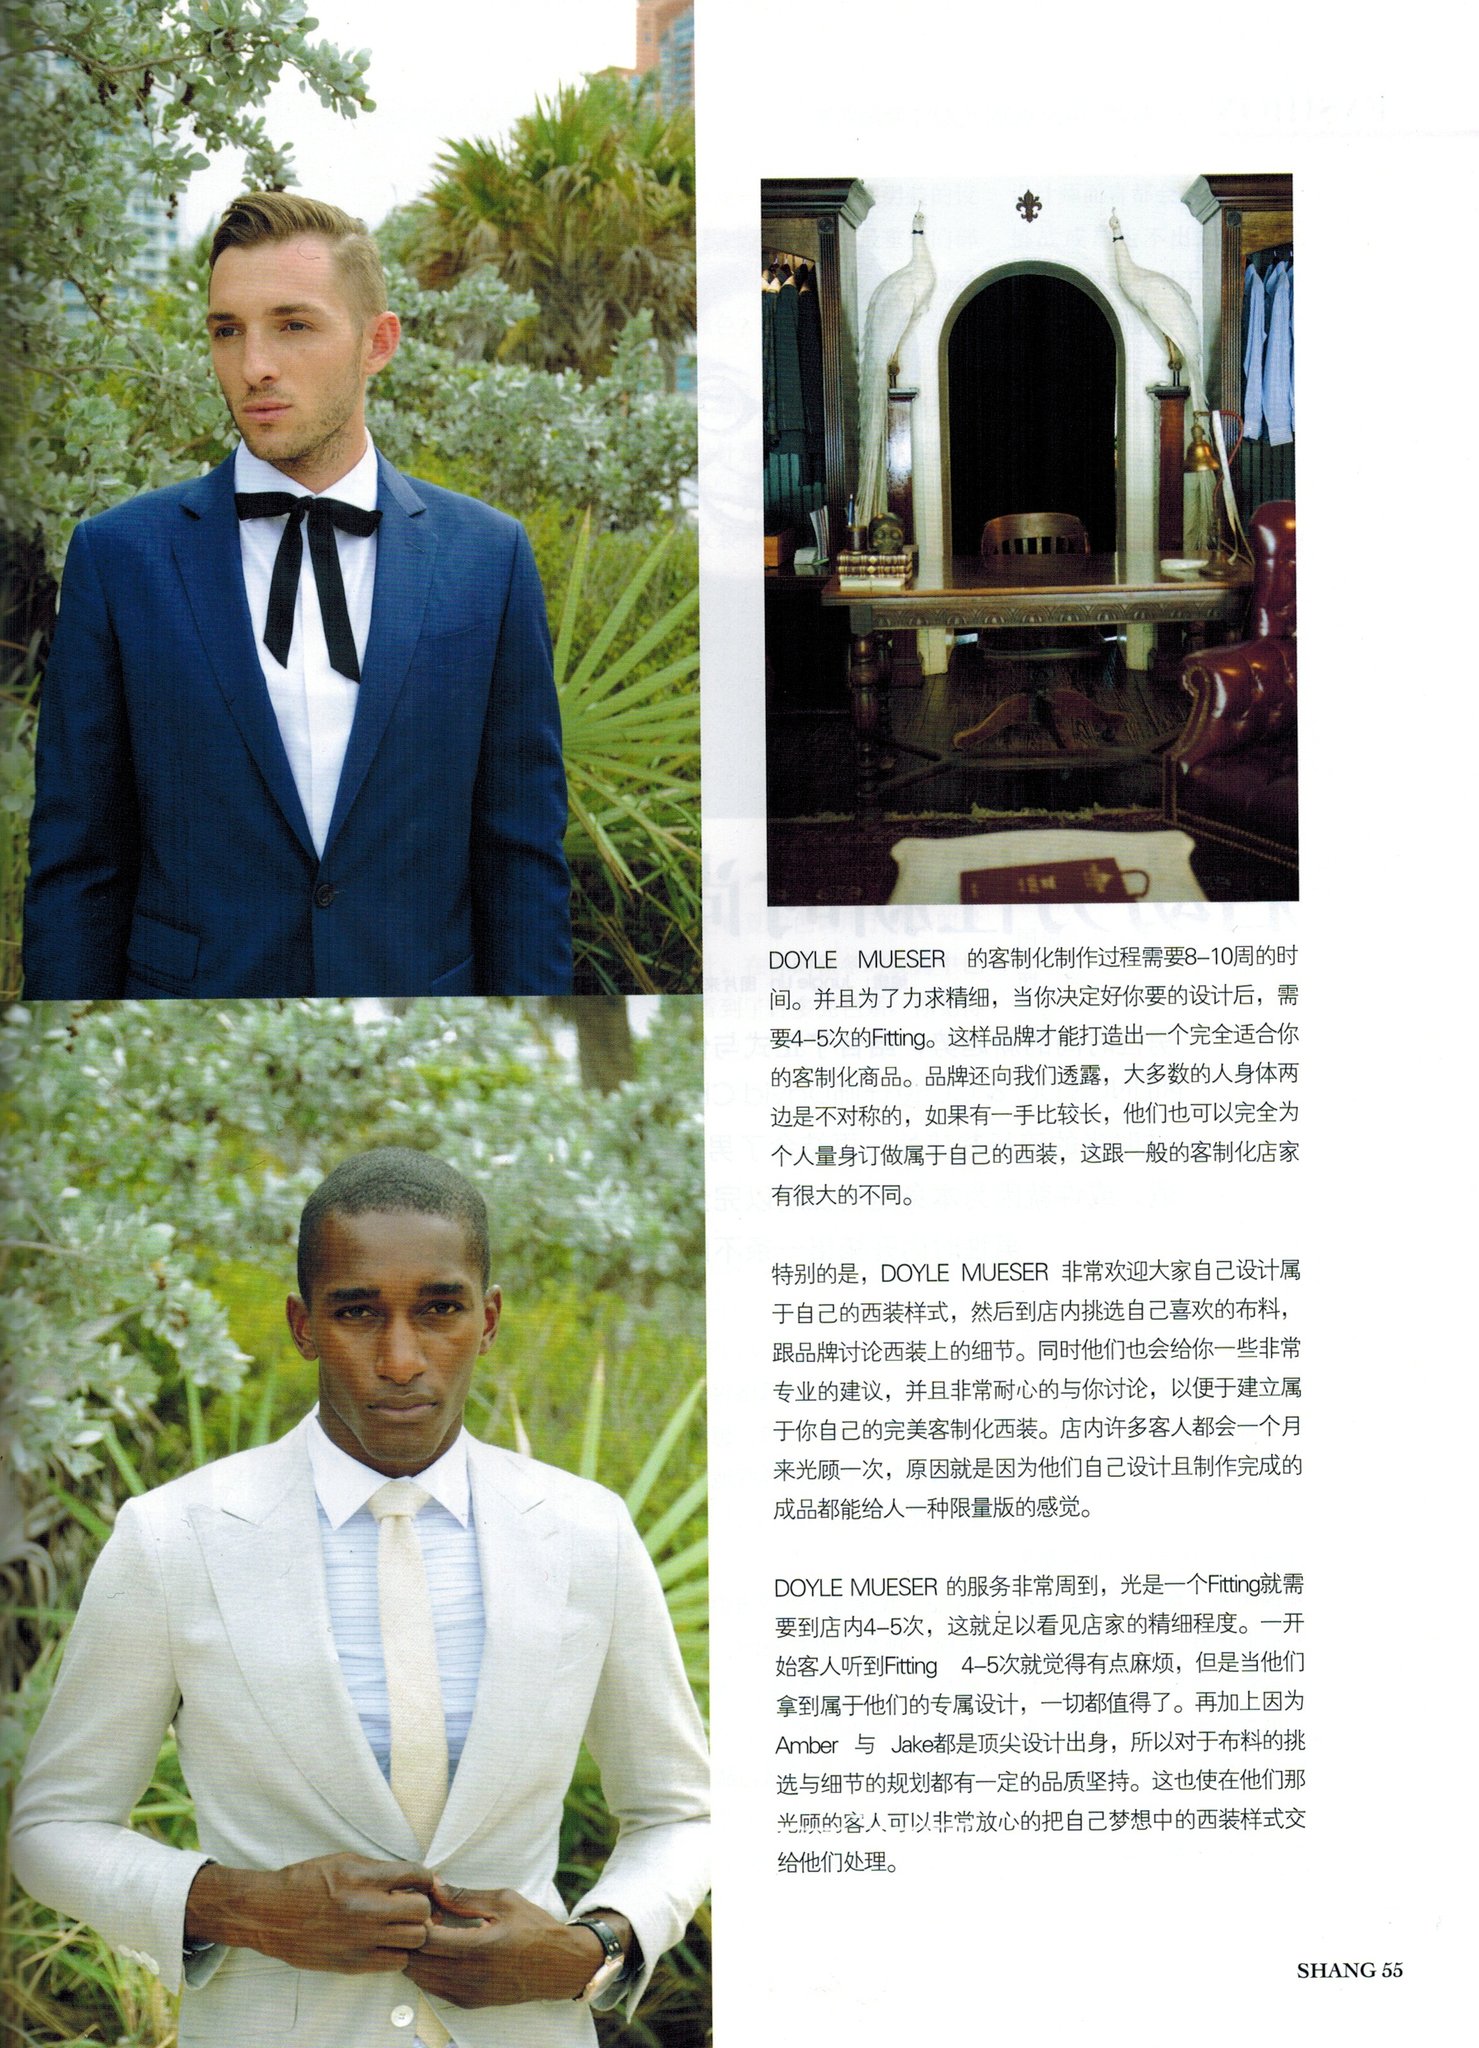 DOYLE MUESER 的客制化制作过程需要8–10周的时
间。并且为了力求精细，当你决定好你要的设计后，需
要4–5次的Fitting。这样品牌才能打造出一个完全适合你
的客制化商品。品牌还向我们透露，大多数的人身体两
边是不对称的，如果有一手比较长，他们也可以完全为
个人量身订做属于自己的西装，这跟一般的客制化店家
有很大的不同。
特别的是，DOYLE MUESER 非常欢迎大家自己设计属
于自己的西装样式，然后到店内挑选自己喜欢的布料，
跟品牌讨论西装上的细节。同时他们也会给你一些非常
专业的建议，并且非常耐心的与你讨论，以便于建立属
于你自己的完美客制化西装。店内许多客人都会一个月
来光顾一次，原因就是因为他们自己设计且制作完成的
成品都能给人一种限量版的感觉。
DOYLE MUESER 的服务非常周到，光是一个Fitting就需
要到店内4–5次，这就足以看见店家的精细程度。一开
始客人听到Fitting 4–5次就觉得有点麻烦，但是当他们
拿到属于他们的专属设计，一切都值得了。再加上因为
Amber 与 Jake都是顶尖设计出身，所以对于布料的挑
选与细节的规划都有一定的品质坚持。这也使在他们那
光顾的客人可以非常放心的把自己梦想中的西装样式交
给他们处理。
SHANG 55